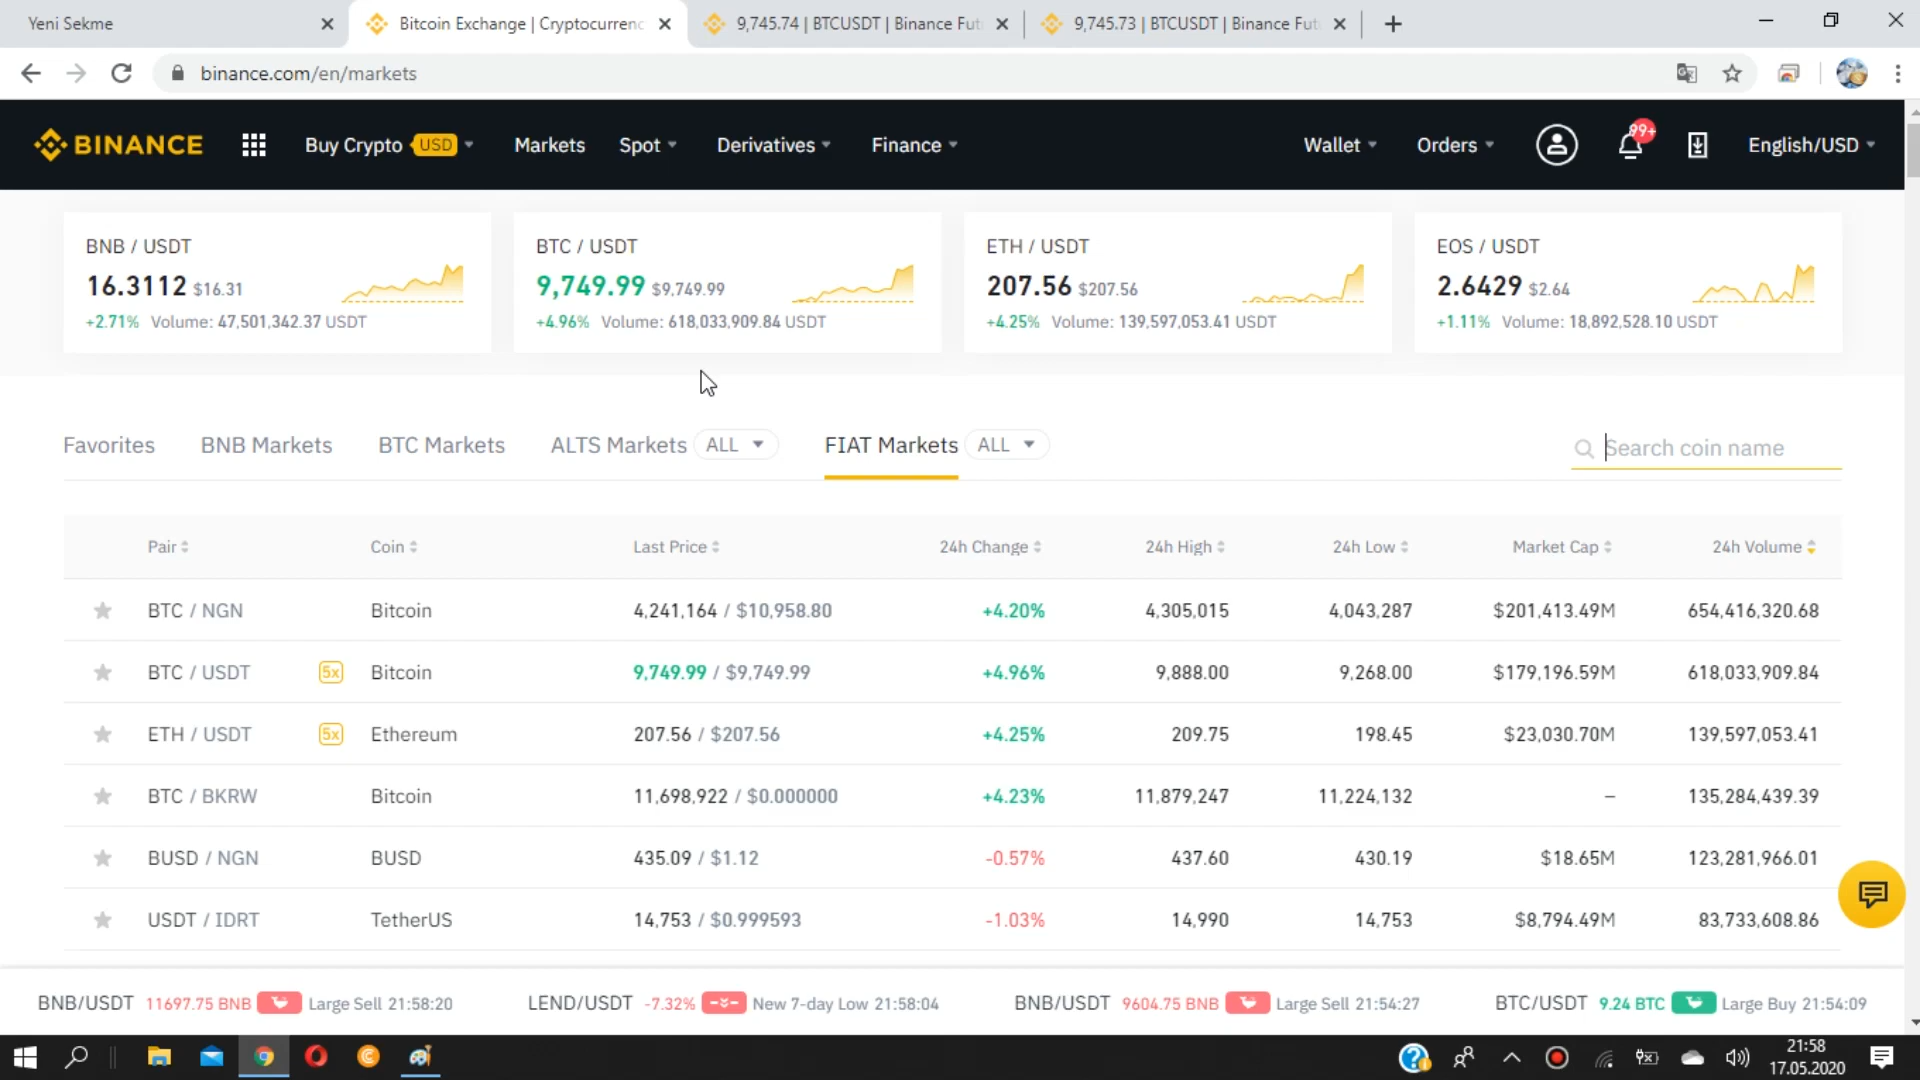 Yeni Sekme
Bitcoin Exchange | Cryptocurrenc
9,745.74 | BTCUSDT | Binance Fut
9,745.73 | BTCUSDT | Binance Fut
binance.com/en/markets
BINANCE Buy Crypto USD Markets Spot Derivatives Finance Wallet Orders 99+ English/USD
BNB / USDT
16.3112 $16.31
+2.71% Volume: 47,501,342.37 USDT
BTC / USDT
9,749.99 $9,749.99
+4.96% Volume: 618,033,909.84 USDT
ETH / USDT
207.56 $207.56
+4.25% Volume: 139,597,053.41 USDT
EOS / USDT
2.6429 $2.64
+1.11% Volume: 18,892,528.10 USDT
Favorites BNB Markets BTC Markets ALTS Markets ALL FIAT Markets ALL Search coin name
Pair Coin Last Price 24h Change 24h High 24h Low Market Cap 24h Volume
BTC / NGN Bitcoin 4,241,164 / $10,958.80 +4.20% 4,305,015 4,043,287 $201,413.49M 654,416,320.68
BTC / USDT 5x Bitcoin 9,749.99 / $9,749.99 +4.96% 9,888.00 9,268.00 $179,196.59M 618,033,909.84
ETH / USDT 5x Ethereum 207.56 / $207.56 +4.25% 209.75 198.45 $23,030.70M 139,597,053.41
BTC / BKRW Bitcoin 11,698,922 / $0.000000 +4.23% 11,879,247 11,224,132 – 135,284,439.39
BUSD / NGN BUSD 435.09 / $1.12 -0.57% 437.60 430.19 $18.65M 123,281,966.01
USDT / IDRT TetherUS 14,753 / $0.999593 -1.03% 14,990 14,753 $8,794.49M 83,733,608.86
BNB/USDT 11697.75 BNB Large Sell 21:58:20 LEND/USDT -7.32% New 7-day Low 21:58:04 BNB/USDT 9604.75 BNB Large Sell 21:54:27 BTC/USDT 9.24 BTC Large Buy 21:54:09
21:58
17.05.2020